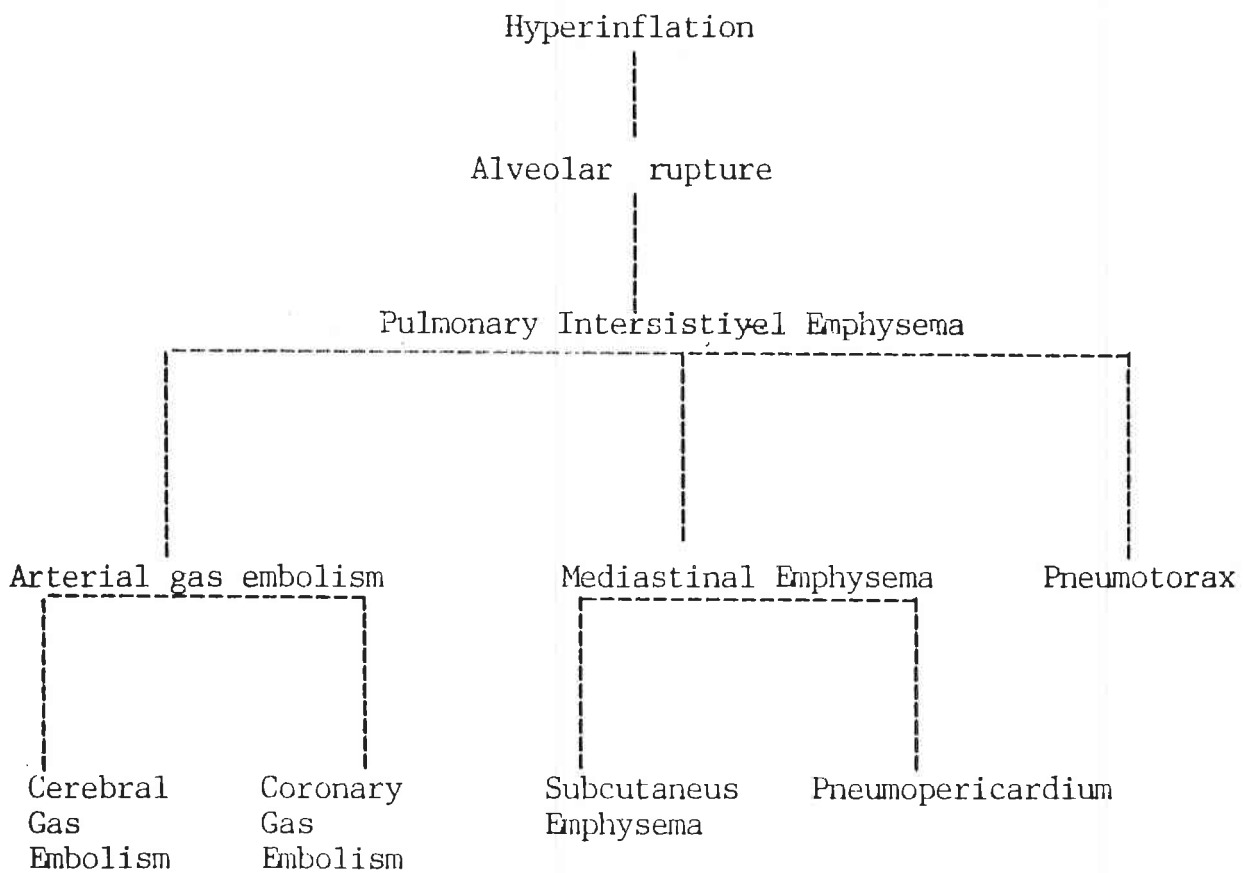 Hyperinflation
Alveolar rupture
Pulmonary Intersistiyel Emphysema
Arterial gas embolism
Mediastinal Emphysema
Pneumotorax
Cerebral
Gas
Embolism
Coronary
Gas
Embolism
Subcutaneus
Emphysema
Pneumopericardium